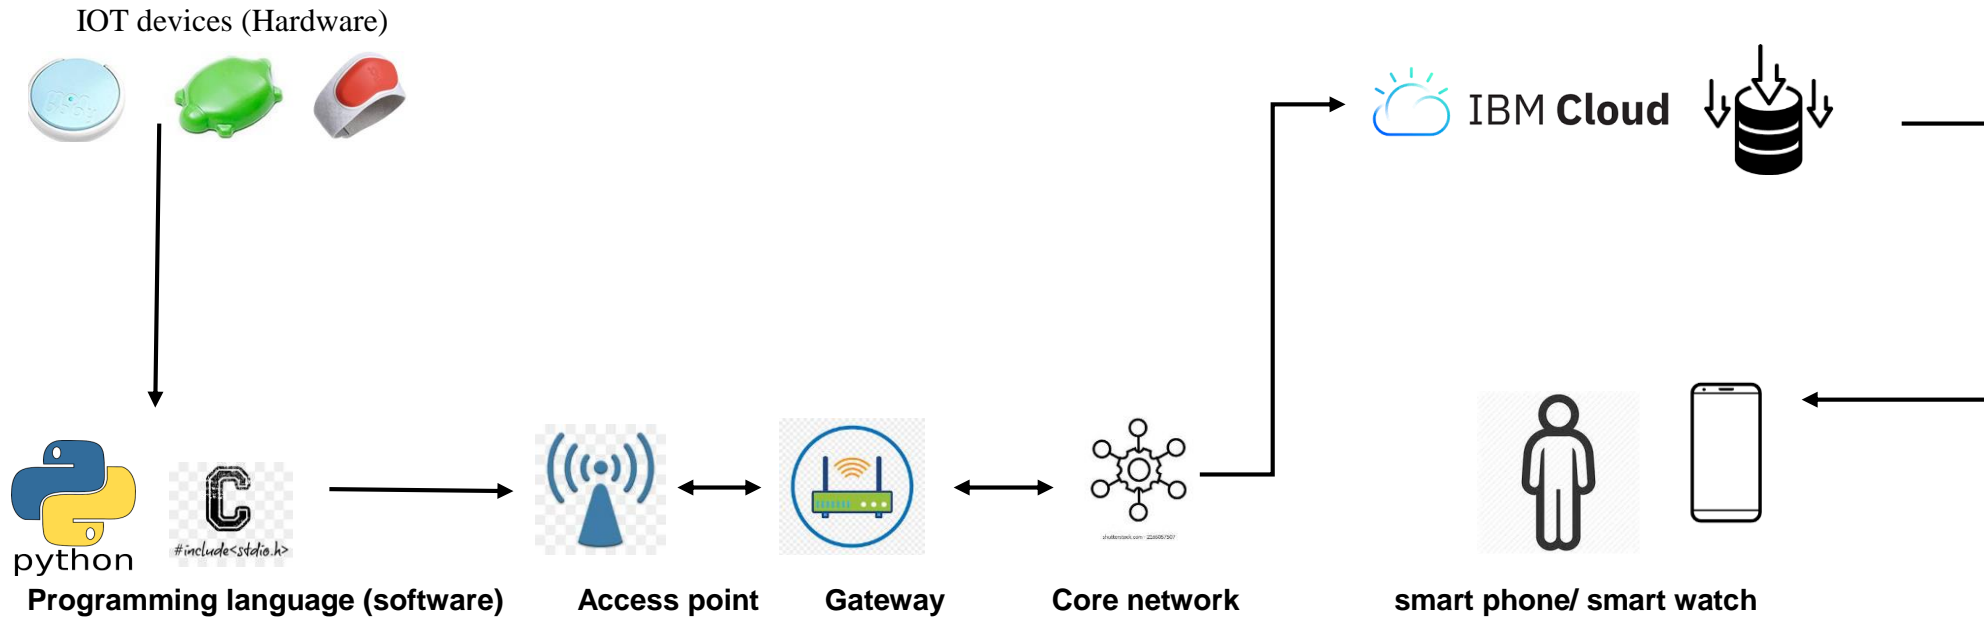 IOT devices (Hardware)
IBM Cloud
python
#include<stdio.h>
Programming language (software)
Access point
Gateway
Core network
smart phone/ smart watch